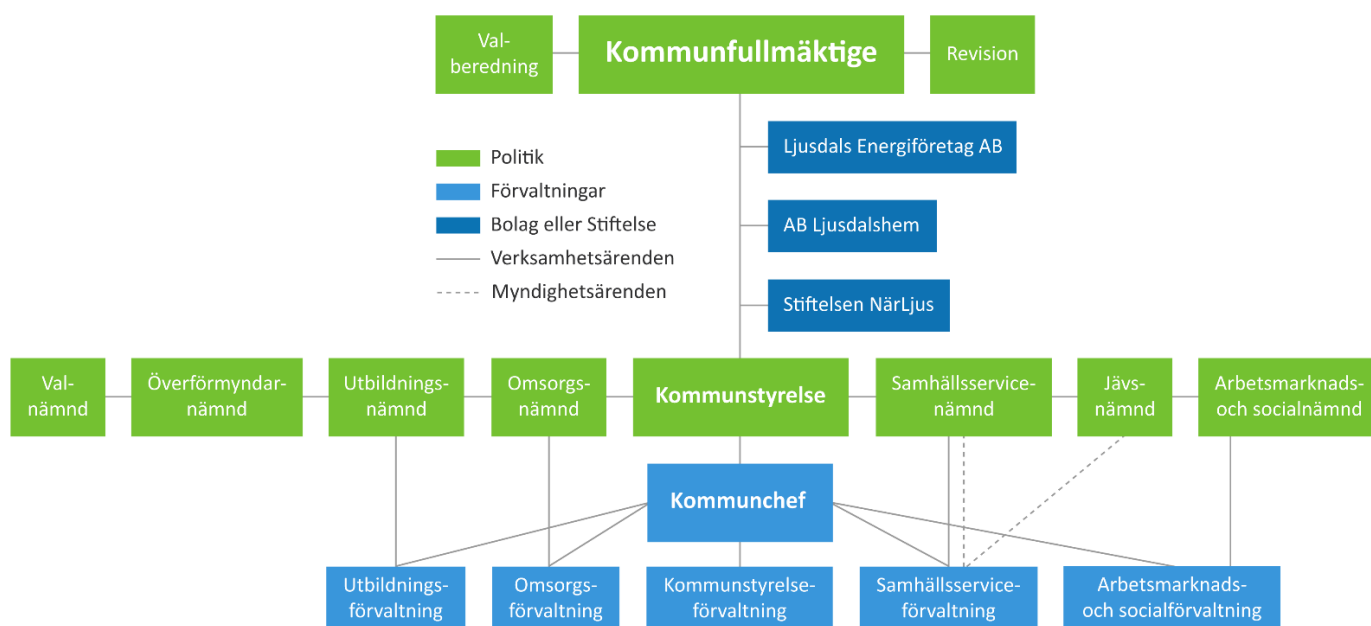 Val-
beredning
Kommunfullmäktige
Revision
Ljusdals Energiföretag AB
Politik
Förvaltningar
AB Ljusdalshem
Bolag eller Stiftelse
Verksamhetsärenden
Myndighetsärenden
Stiftelsen NärLjus
Val-
nämnd
Överförmyndar-
nämnd
Utbildnings-
nämnd
Omsorgs-
nämnd
Kommunstyrelse
Samhällsservice-
nämnd
Jävs-
nämnd
Arbetsmarknads-
och socialnämnd
Kommunchef
Utbildnings-
förvaltning
Omsorgs-
förvaltning
Kommunstyrelse-
förvaltning
Samhällsservice-
förvaltning
Arbetsmarknads-
och socialförvaltning